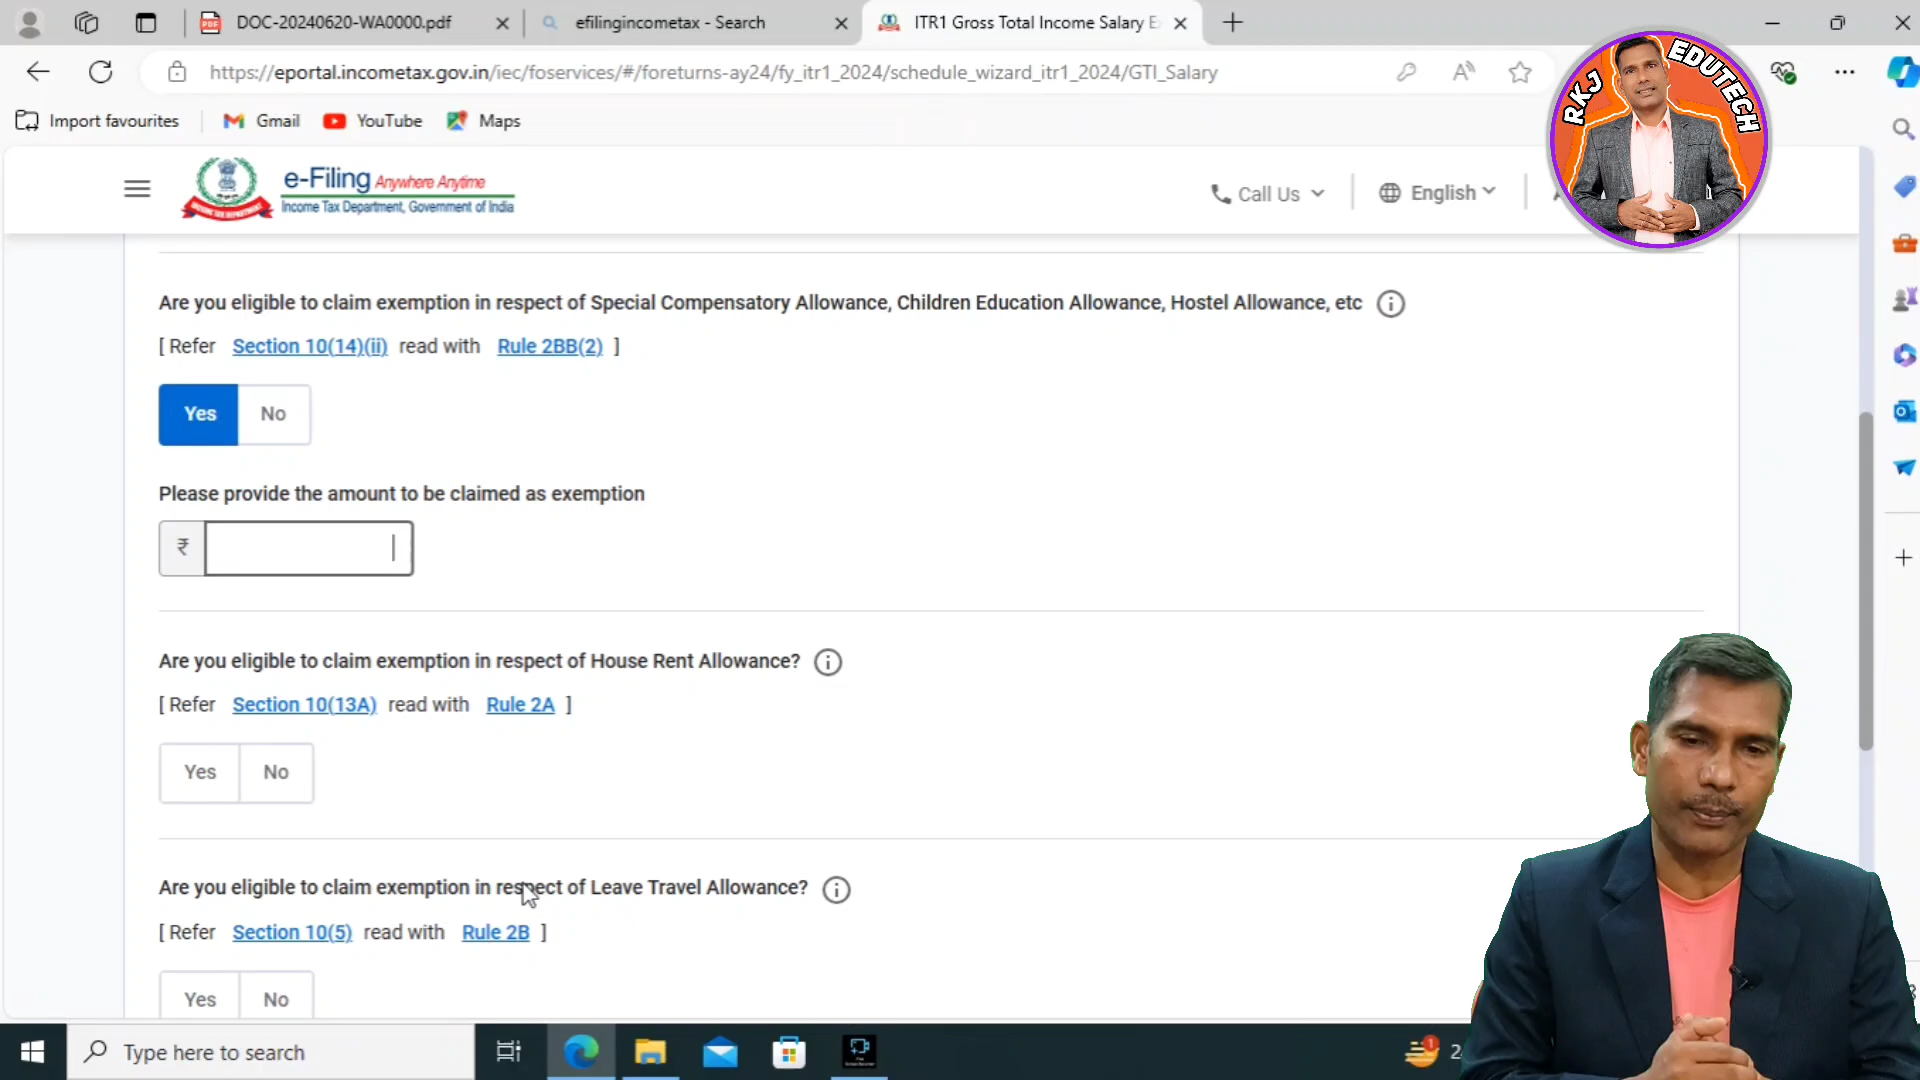 DOC-20240620-WA0000.pdf
efilingincometax - Search
ITR1 Gross Total Income Salary E
https://eportal.incometax.gov.in/iec/foservices/#/foreturns-ay24/fy_itr1_2024/schedule_wizard_itr1_2024/GTI_Salary
Import favourites
Gmail
YouTube
Maps
RKJ EDUTECH
e-Filing Anywhere Anytime
Income Tax Department, Government of India
Call Us
English
Are you eligible to claim exemption in respect of Special Compensatory Allowance, Children Education Allowance, Hostel Allowance, etc
[ Refer Section 10(14)(ii) read with Rule 2BB(2) ]
Yes No
Please provide the amount to be claimed as exemption
₹
Are you eligible to claim exemption in respect of House Rent Allowance?
[ Refer Section 10(13A) read with Rule 2A ]
Yes No
Are you eligible to claim exemption in respect of Leave Travel Allowance?
[ Refer Section 10(5) read with Rule 2B ]
Yes No
Type here to search